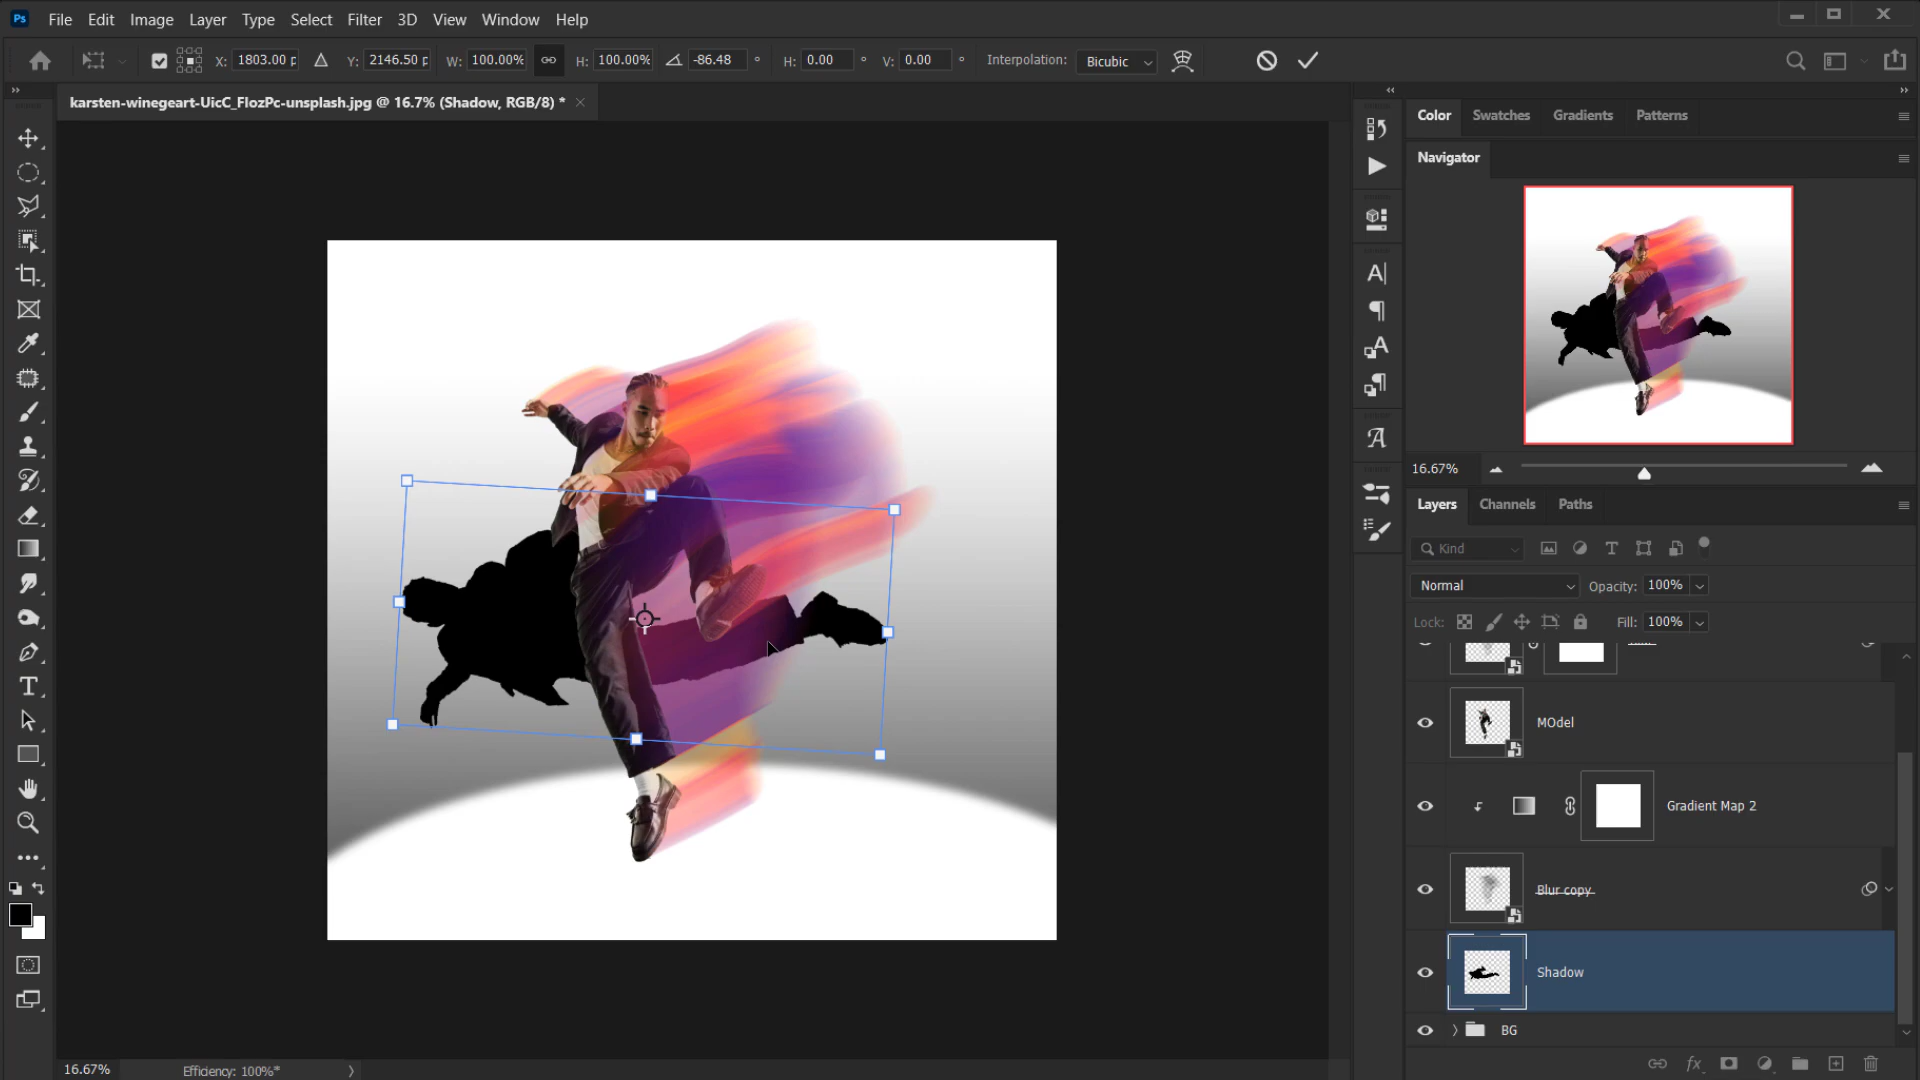 Ps File Edit Image Layer Type Select Filter 3D View Window Help
X: 1803.00 p Y: 2146.50 p W: 100.00% H: 100.00% -86.48 ° H: 0.00 ° V: 0.00 ° Interpolation: Bicubic
karsten-winegeart-UicC_FlozPc-unsplash.jpg @ 16.7% (Shadow, RGB/8) *
Color Swatches Gradients Patterns
Navigator
16.67%
Layers Channels Paths
Kind
Normal Opacity: 100%
Lock: Fill: 100%
MOdel
Gradient Map 2
Blur copy
Shadow
BG
fx
16.67% Efficiency: 100%*